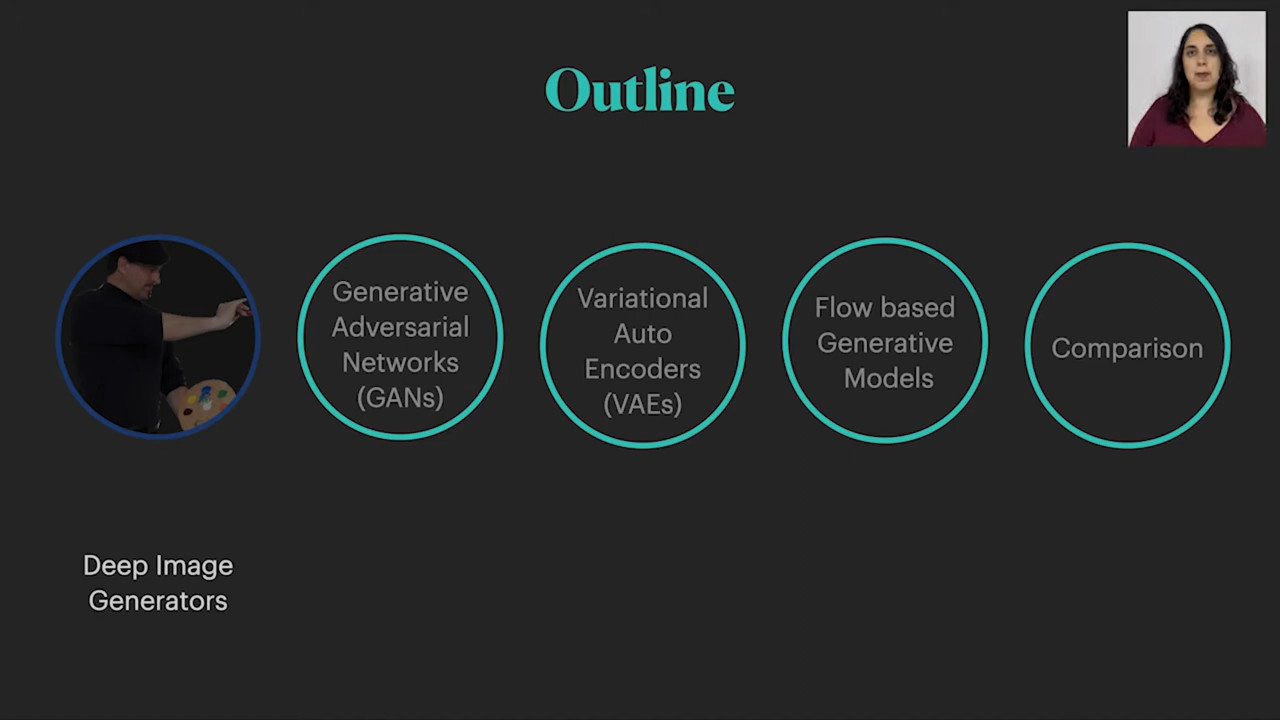 Outline
Generative
Adversarial
Networks
(GANs)
Variational
Auto
Encoders
(VAEs)
Flow based
Generative
Models
Comparison
Deep Image
Generators